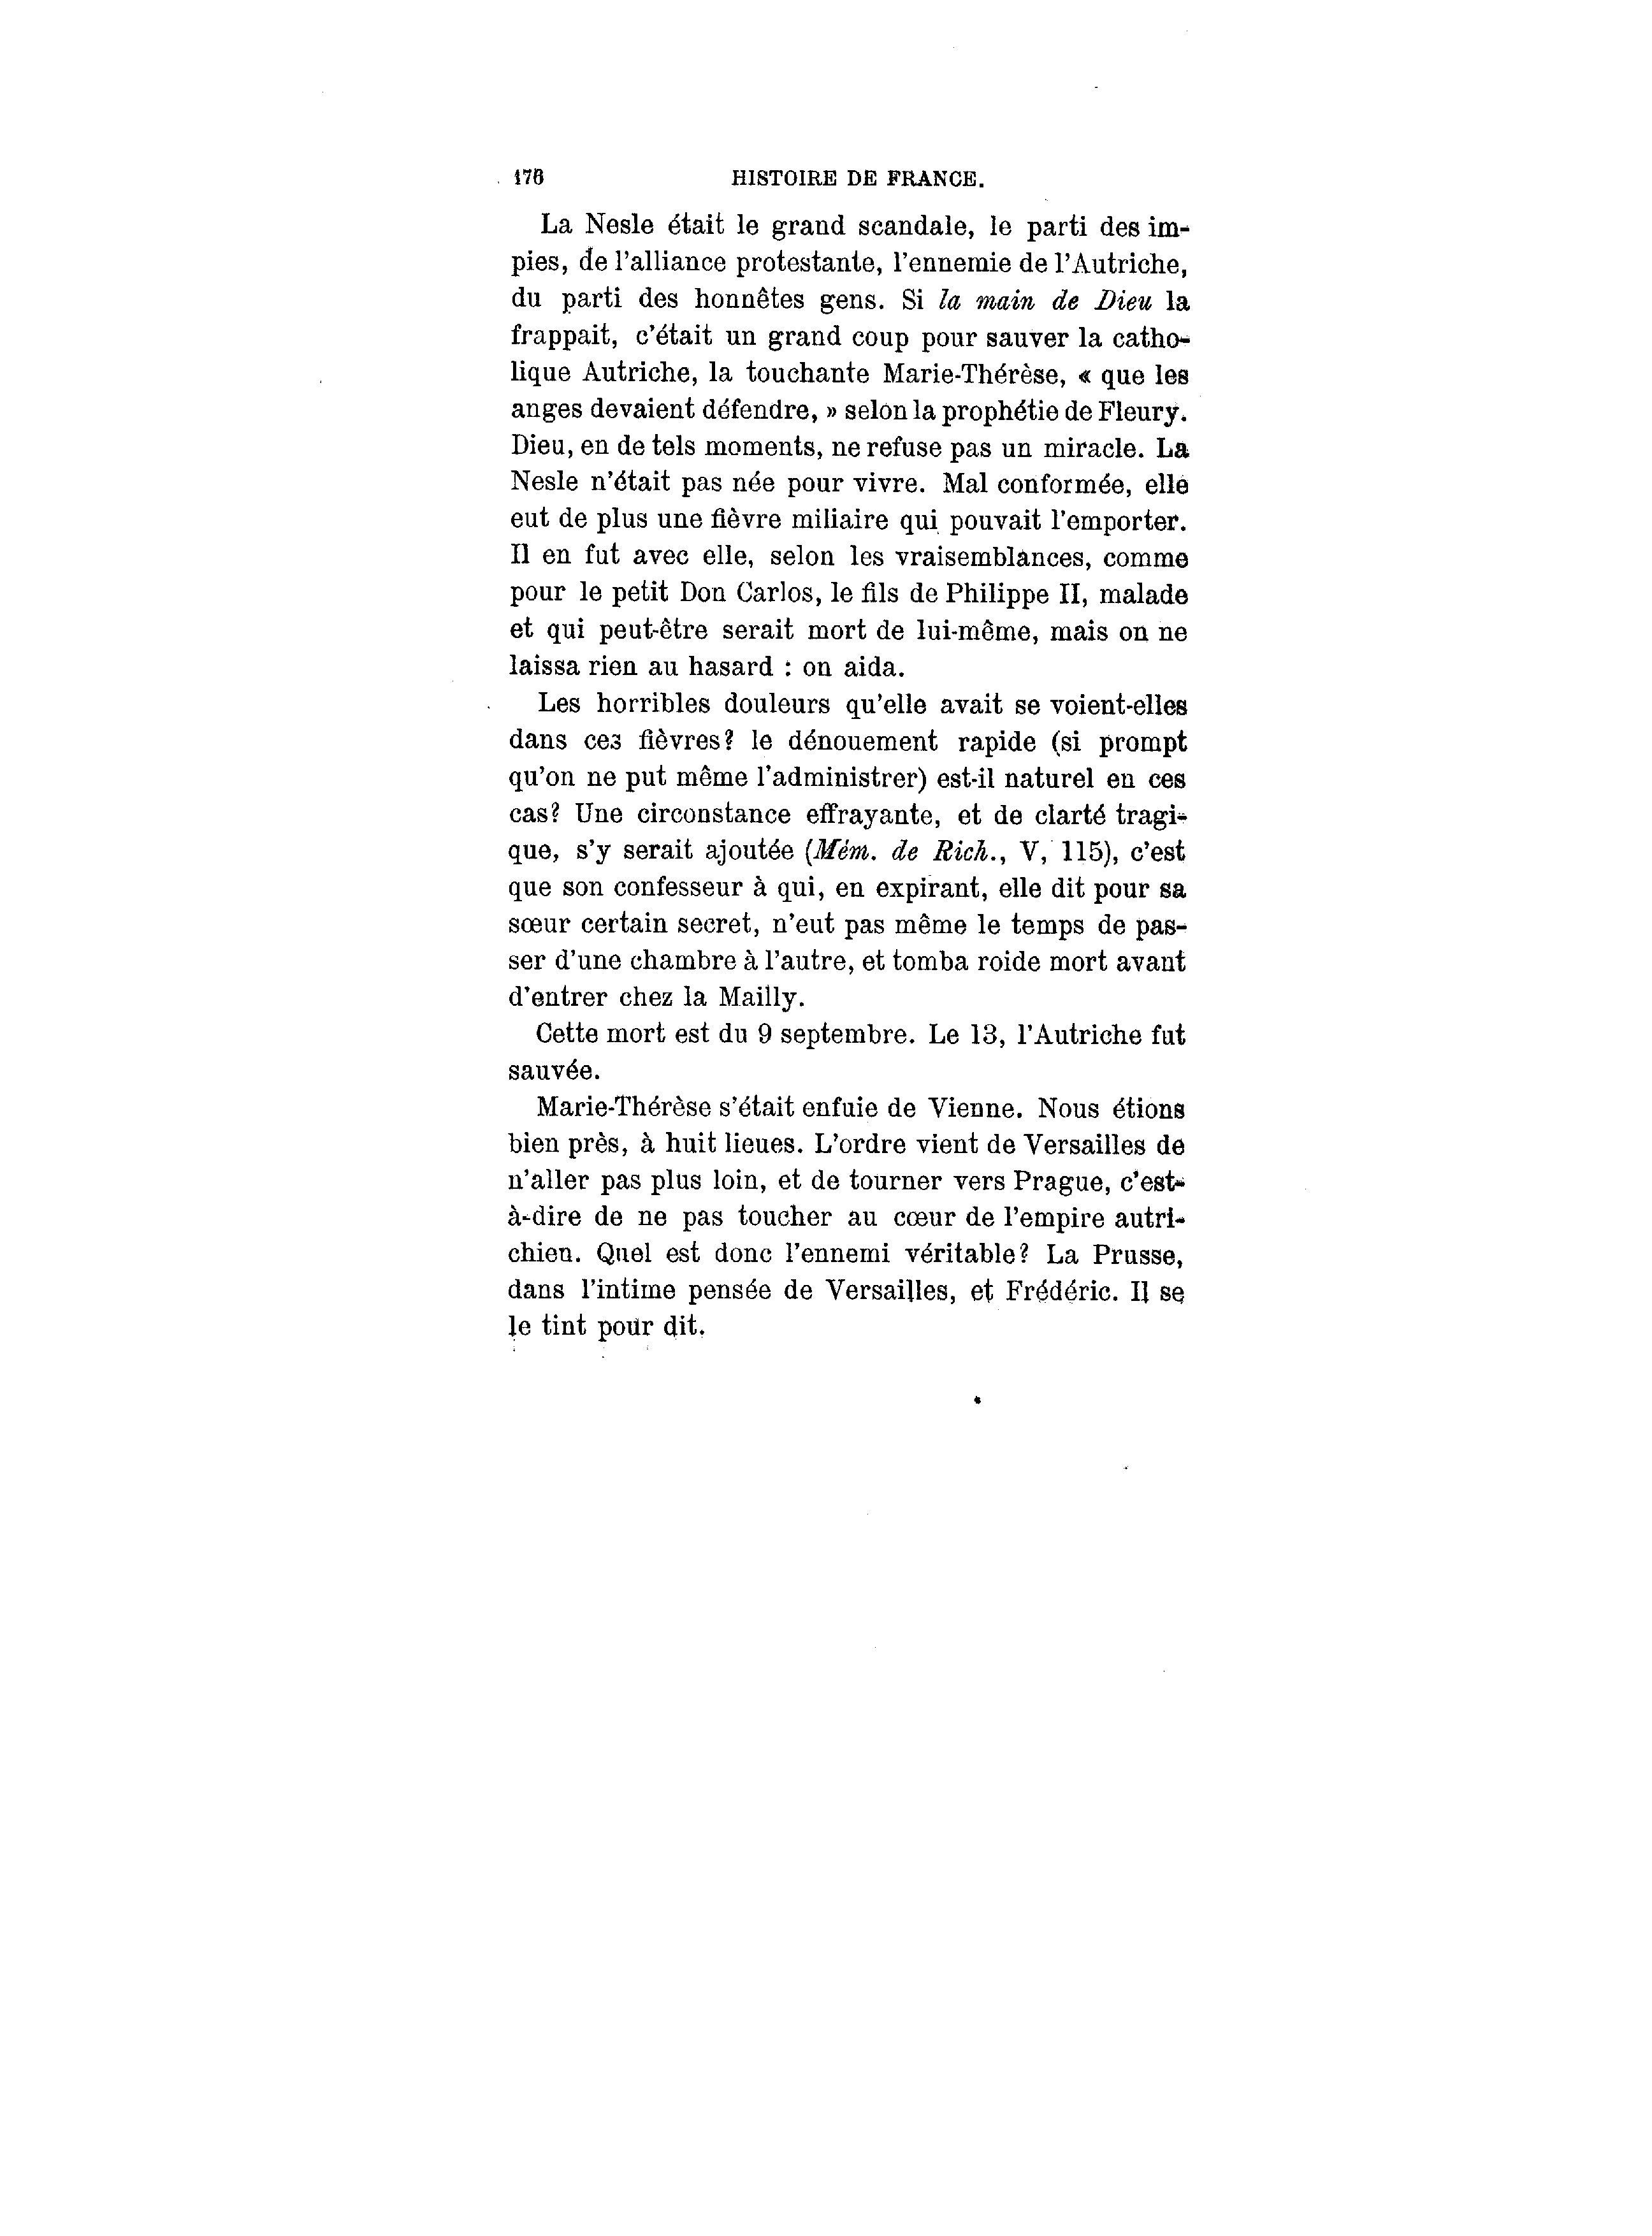 176 HISTOIRE DE FRANCE.
La Nesle était le grand scandale, le parti des im-
pies, de l'alliance protestante, l'ennemie de l'Autriche,
du parti des honnêtes gens. Si la main de Dieu la
frappait, c'était un grand coup pour sauver la catho-
lique Autriche, la touchante Marie-Thérèse, « que les
anges devaient défendre, » selon la prophétie de Fleury.
Dieu, en de tels moments, ne refuse pas un miracle. La
Nesle n'était pas née pour vivre. Mal conformée, elle
eut de plus une fièvre miliaire qui pouvait l'emporter.
Il en fut avec elle, selon les vraisemblances, comme
pour le petit Don Carlos, le fils de Philippe II, malade
et qui peut-être serait mort de lui-même, mais on ne
laissa rien au hasard : on aida.
Les horribles douleurs qu'elle avait se voient-elles
dans ces fièvres? le dénouement rapide (si prompt
qu'on ne put même l'administrer) est-il naturel en ces
cas? Une circonstance effrayante, et de clarté tragi-
que, s'y serait ajoutée (Mém. de Rich., V, 115), c'est
que son confesseur à qui, en expirant, elle dit pour sa
sœur certain secret, n'eut pas même le temps de pas-
ser d'une chambre à l'autre, et tomba roide mort avant
d'entrer chez la Mailly.
Cette mort est du 9 septembre. Le 13, l'Autriche fut
sauvée.
Marie-Thérèse s'était enfuie de Vienne. Nous étions
bien près, à huit lieues. L'ordre vient de Versailles de
n'aller pas plus loin, et de tourner vers Prague, c'est-
à-dire de ne pas toucher au cœur de l'empire autri-
chien. Quel est donc l'ennemi véritable? La Prusse,
dans l'intime pensée de Versailles, et Frédéric. Il se
le tint pour dit.